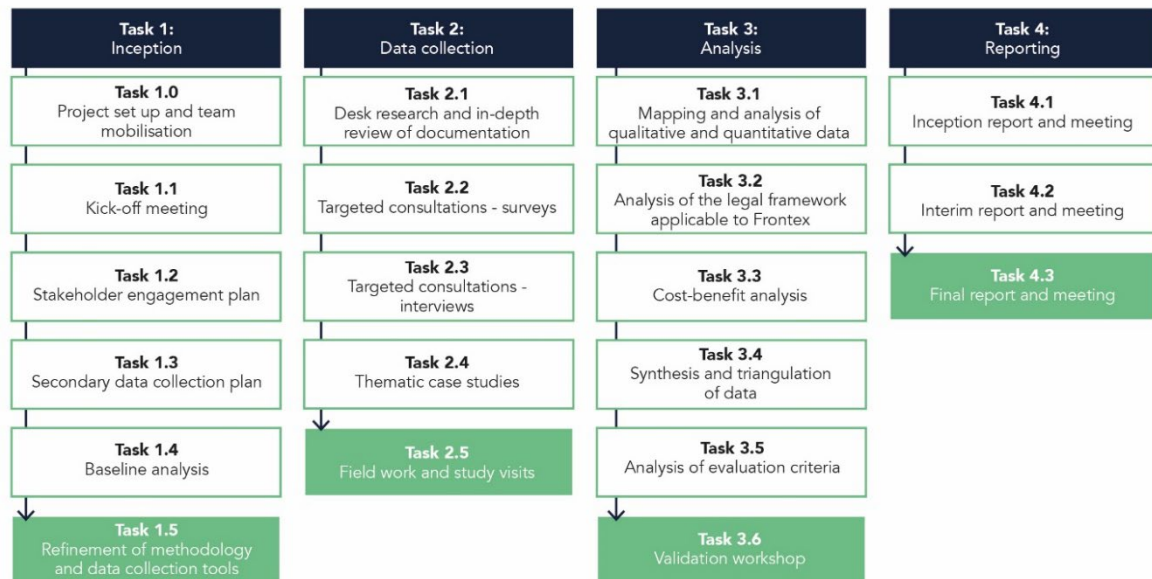 Task 1:
Inception
Task 1.0
Project set up and team
mobilisation
Task 1.1
Kick-off meeting
Task 1.2
Stakeholder engagement plan
Task 1.3
Secondary data collection plan
Task 1.4
Baseline analysis
Task 1.5
Refinement of methodology
and data collection tools
Task 2:
Data collection
Task 2.1
Desk research and in-depth
review of documentation
Task 2.2
Targeted consultations - surveys
Task 2.3
Targeted consultations -
interviews
Task 2.4
Thematic case studies
Task 2.5
Field work and study visits
Task 3:
Analysis
Task 3.1
Mapping and analysis of
qualitative and quantitative data
Task 3.2
Analysis of the legal framework
applicable to Frontex
Task 3.3
Cost-benefit analysis
Task 3.4
Synthesis and triangulation
of data
Task 3.5
Analysis of evaluation criteria
Task 3.6
Validation workshop
Task 4:
Reporting
Task 4.1
Inception report and meeting
Task 4.2
Interim report and meeting
Task 4.3
Final report and meeting